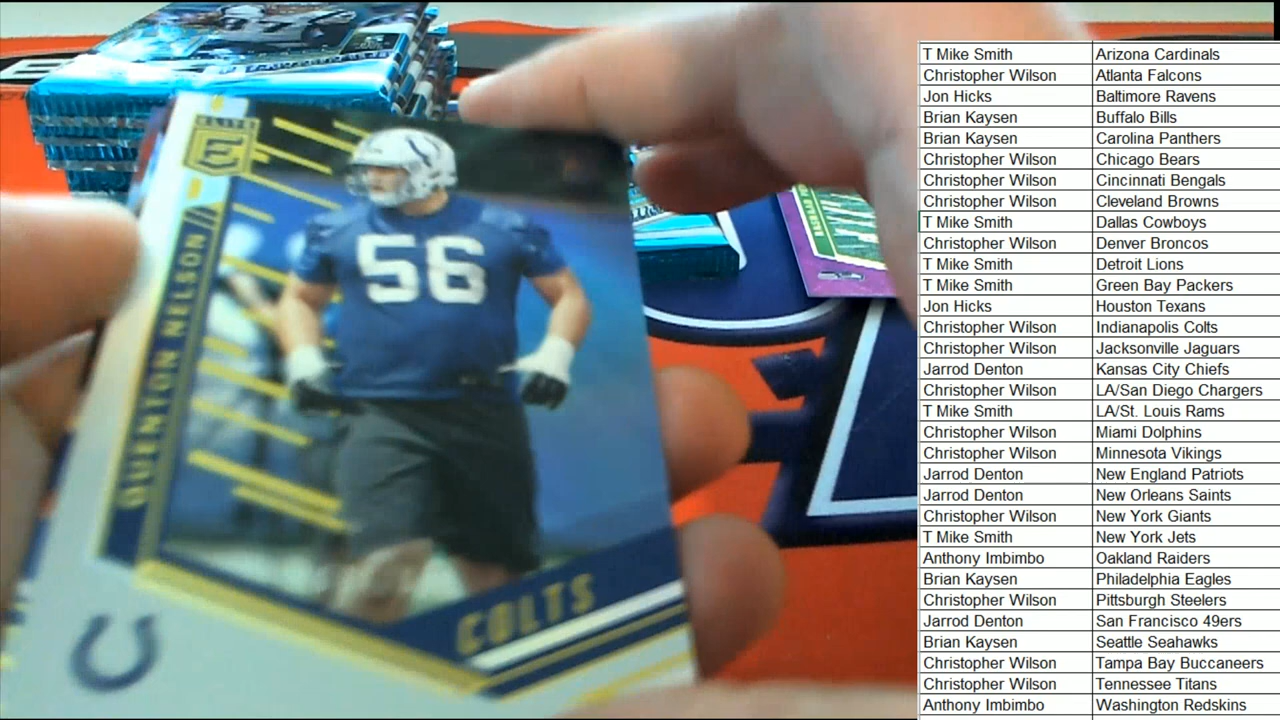 QUENTON NELSON
56
COLTS
T Mike Smith Arizona Cardinals
Christopher Wilson Atlanta Falcons
Jon Hicks Baltimore Ravens
Brian Kaysen Buffalo Bills
Brian Kaysen Carolina Panthers
Christopher Wilson Chicago Bears
Christopher Wilson Cincinnati Bengals
Christopher Wilson Cleveland Browns
T Mike Smith Dallas Cowboys
Christopher Wilson Denver Broncos
T Mike Smith Detroit Lions
T Mike Smith Green Bay Packers
Jon Hicks Houston Texans
Christopher Wilson Indianapolis Colts
Christopher Wilson Jacksonville Jaguars
Jarrod Denton Kansas City Chiefs
Christopher Wilson LA/San Diego Chargers
T Mike Smith LA/St. Louis Rams
Christopher Wilson Miami Dolphins
Christopher Wilson Minnesota Vikings
Jarrod Denton New England Patriots
Jarrod Denton New Orleans Saints
Christopher Wilson New York Giants
T Mike Smith New York Jets
Anthony Imbimbo Oakland Raiders
Brian Kaysen Philadelphia Eagles
Christopher Wilson Pittsburgh Steelers
Jarrod Denton San Francisco 49ers
Brian Kaysen Seattle Seahawks
Christopher Wilson Tampa Bay Buccaneers
Christopher Wilson Tennessee Titans
Anthony Imbimbo Washington Redskins